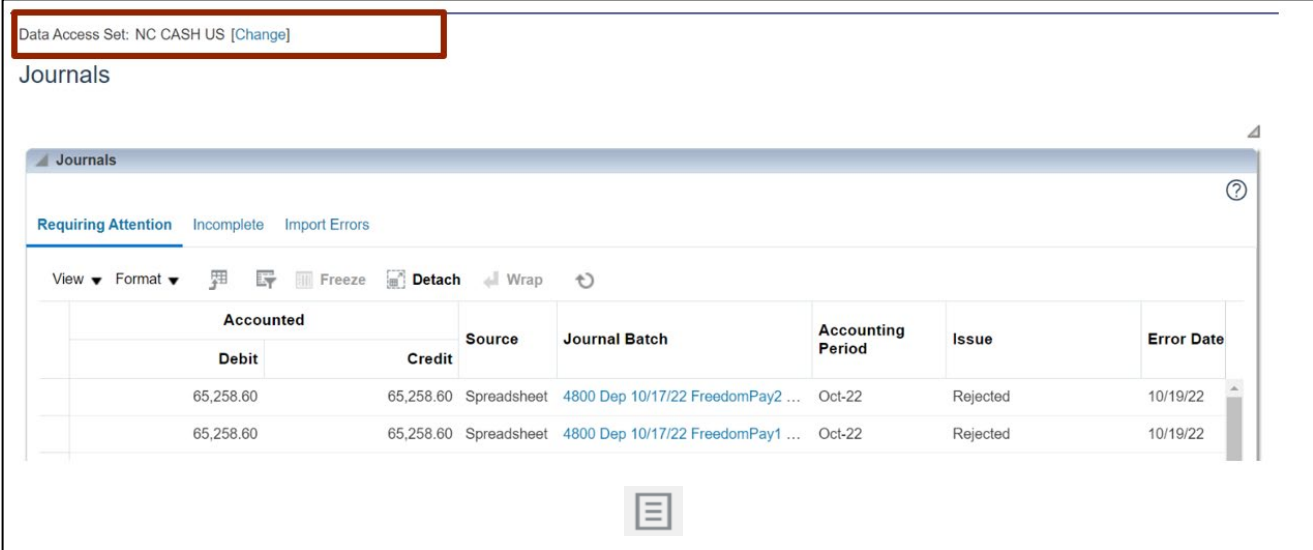 Data Access Set: NC CASH US [Change]
Journals
Journals
Requiring Attention Incomplete Import Errors
View Format Freeze Detach Wrap
Accounted
Debit Credit Source Journal Batch Accounting Period Issue Error Date
65,258.60 65,258.60 Spreadsheet 4800 Dep 10/17/22 FreedomPay2 ... Oct-22 Rejected 10/19/22
65,258.60 65,258.60 Spreadsheet 4800 Dep 10/17/22 FreedomPay1 ... Oct-22 Rejected 10/19/22